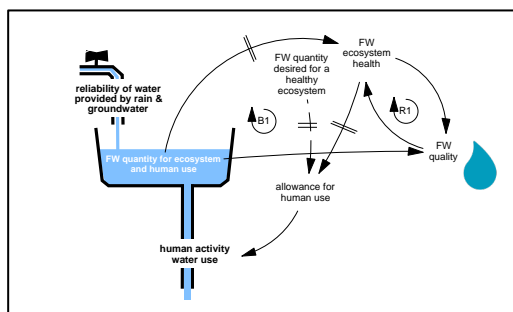 reliability of water
provided by rain &
groundwater
FW quantity
desired for a
healthy
ecosystem
FW
ecosystem
health
B1
R1
FW quantity for ecosystem
and human use
FW
quality
allowance for
human use
human activity
water use